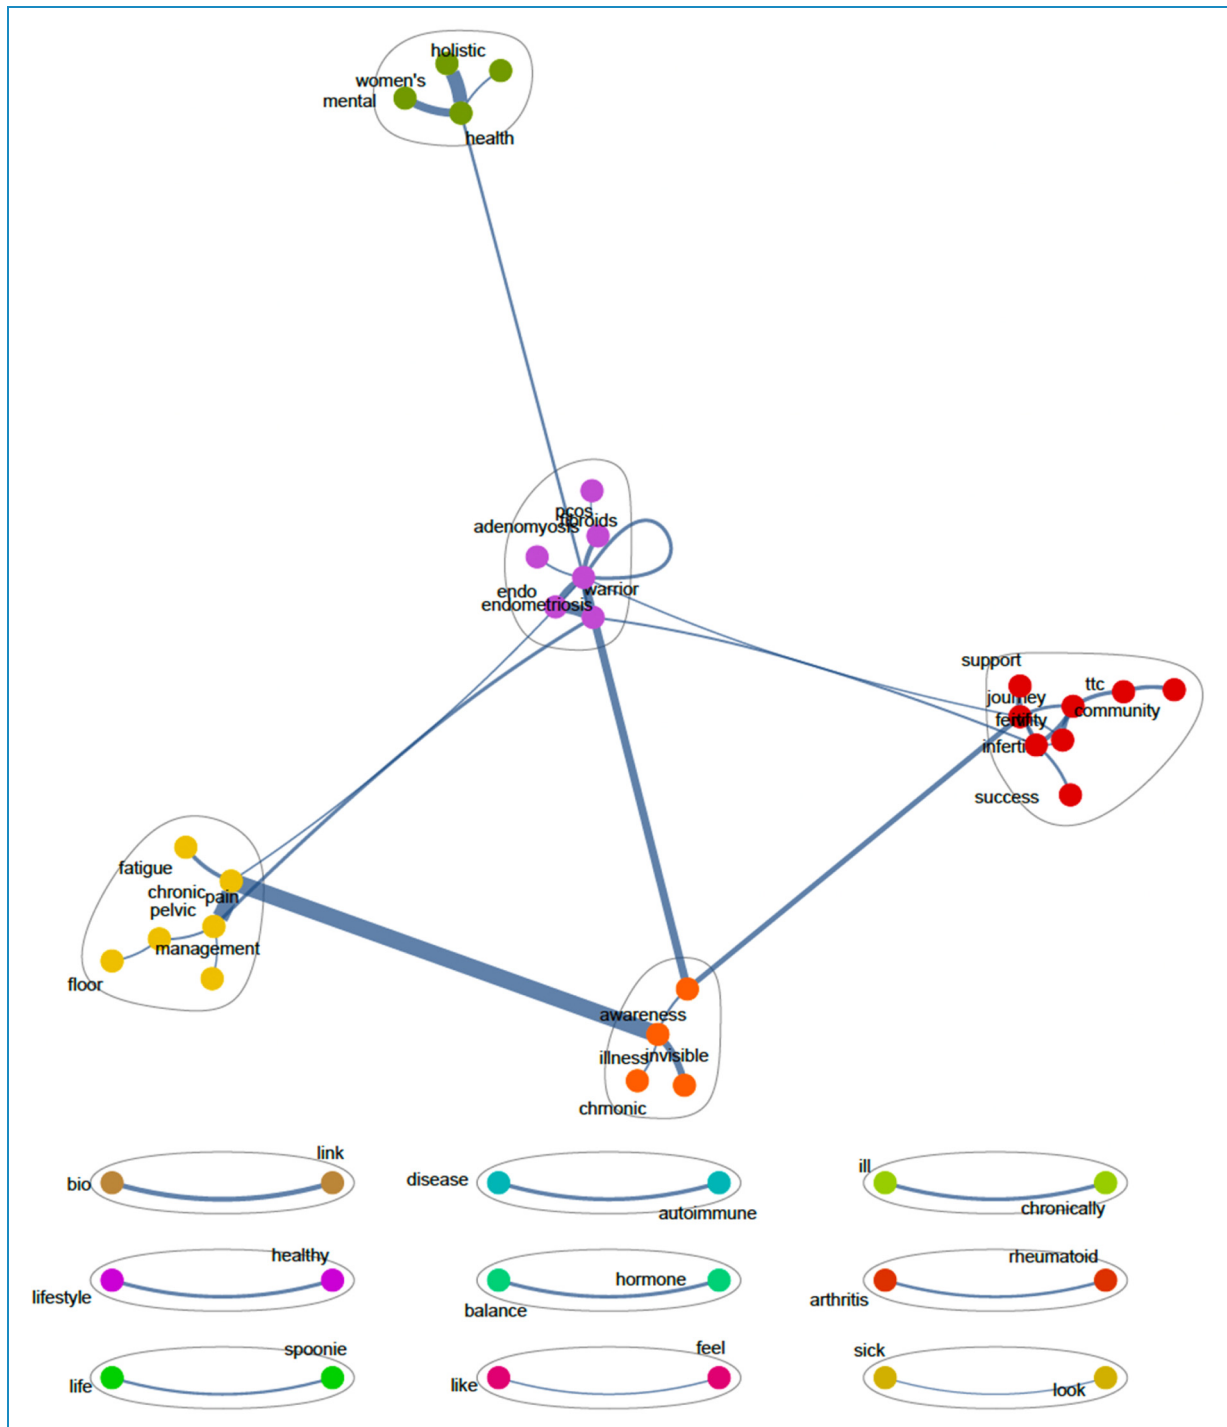 holistic
women's
mental
health
pcos
fibroids
adenomyosis
endo
warrior
endometriosis
support
ttc
journey
community
fertility
inferti
success
fatigue
chronic
pain
pelvic
management
floor
awareness
illness
invisible
chrnonic
link
bio
disease
autoimmune
ill
chronically
healthy
lifestyle
hormone
balance
rheumatoid
arthritis
spoonie
life
feel
like
sick
look